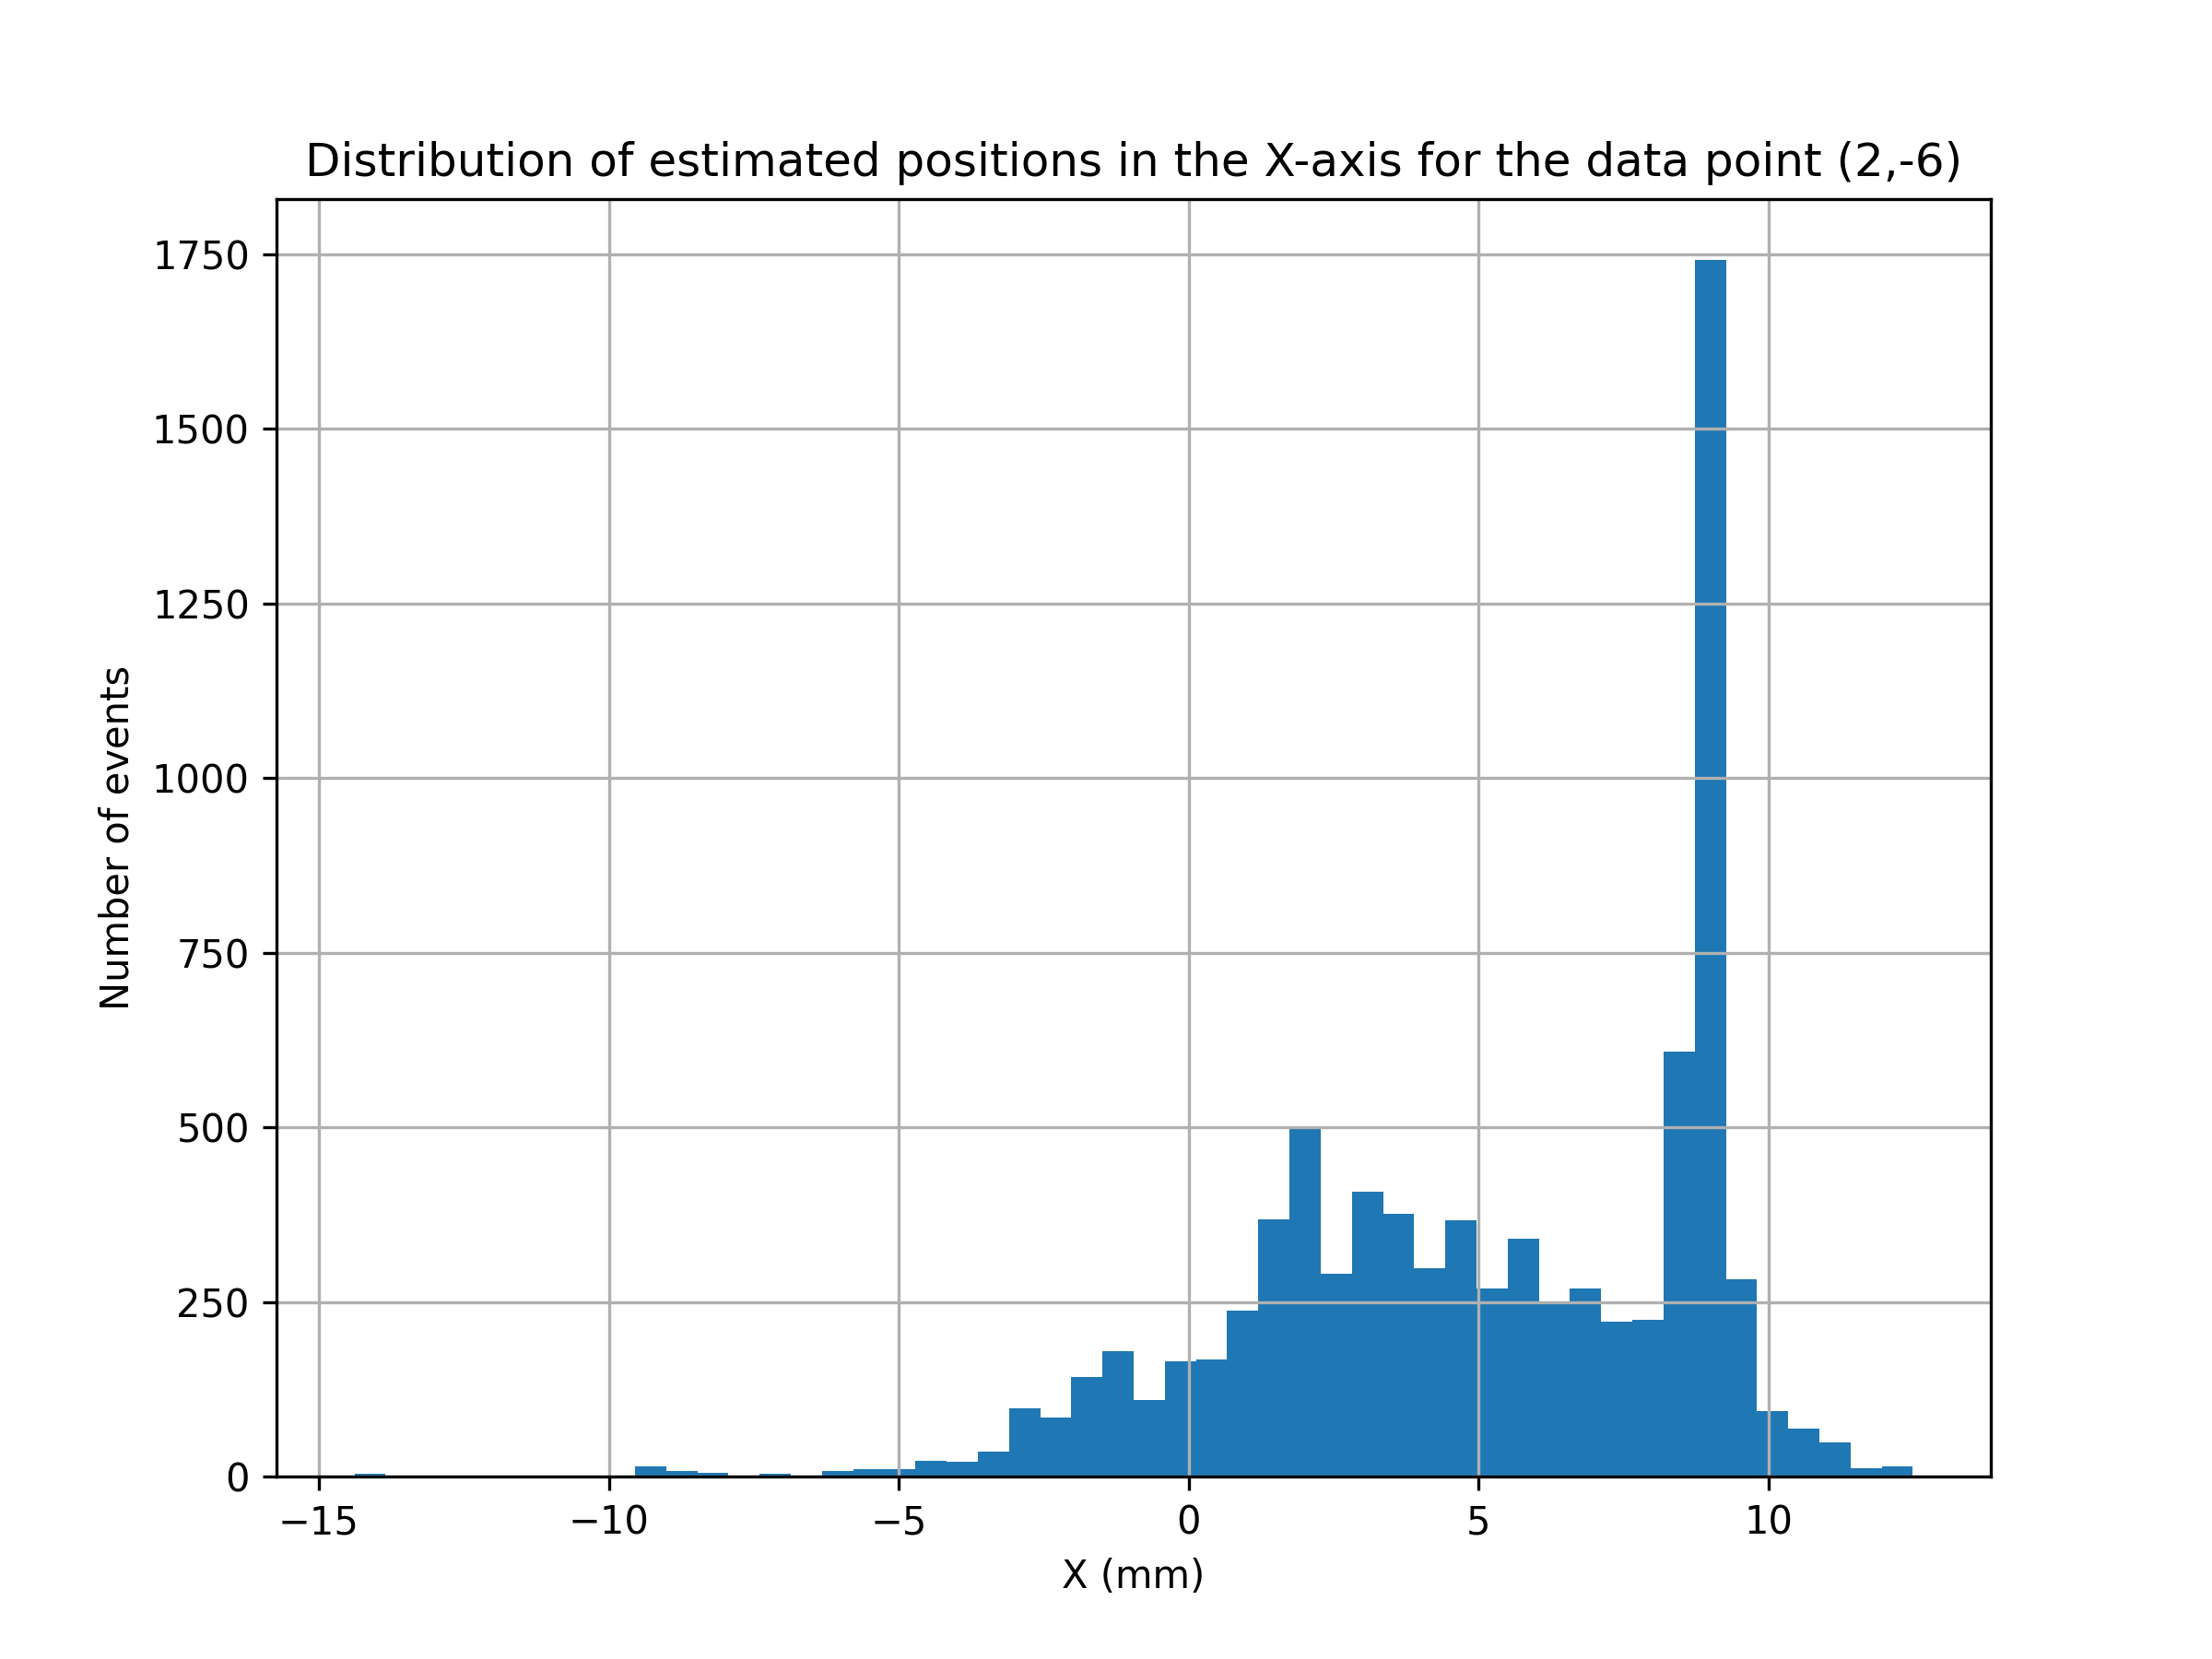 Distribution of estimated positions in the X-axis for the data point (2,-6)
1750
1500
1250
1000
750
500
250
0
Number of events
−15 −10 −5 0 5 10
X (mm)